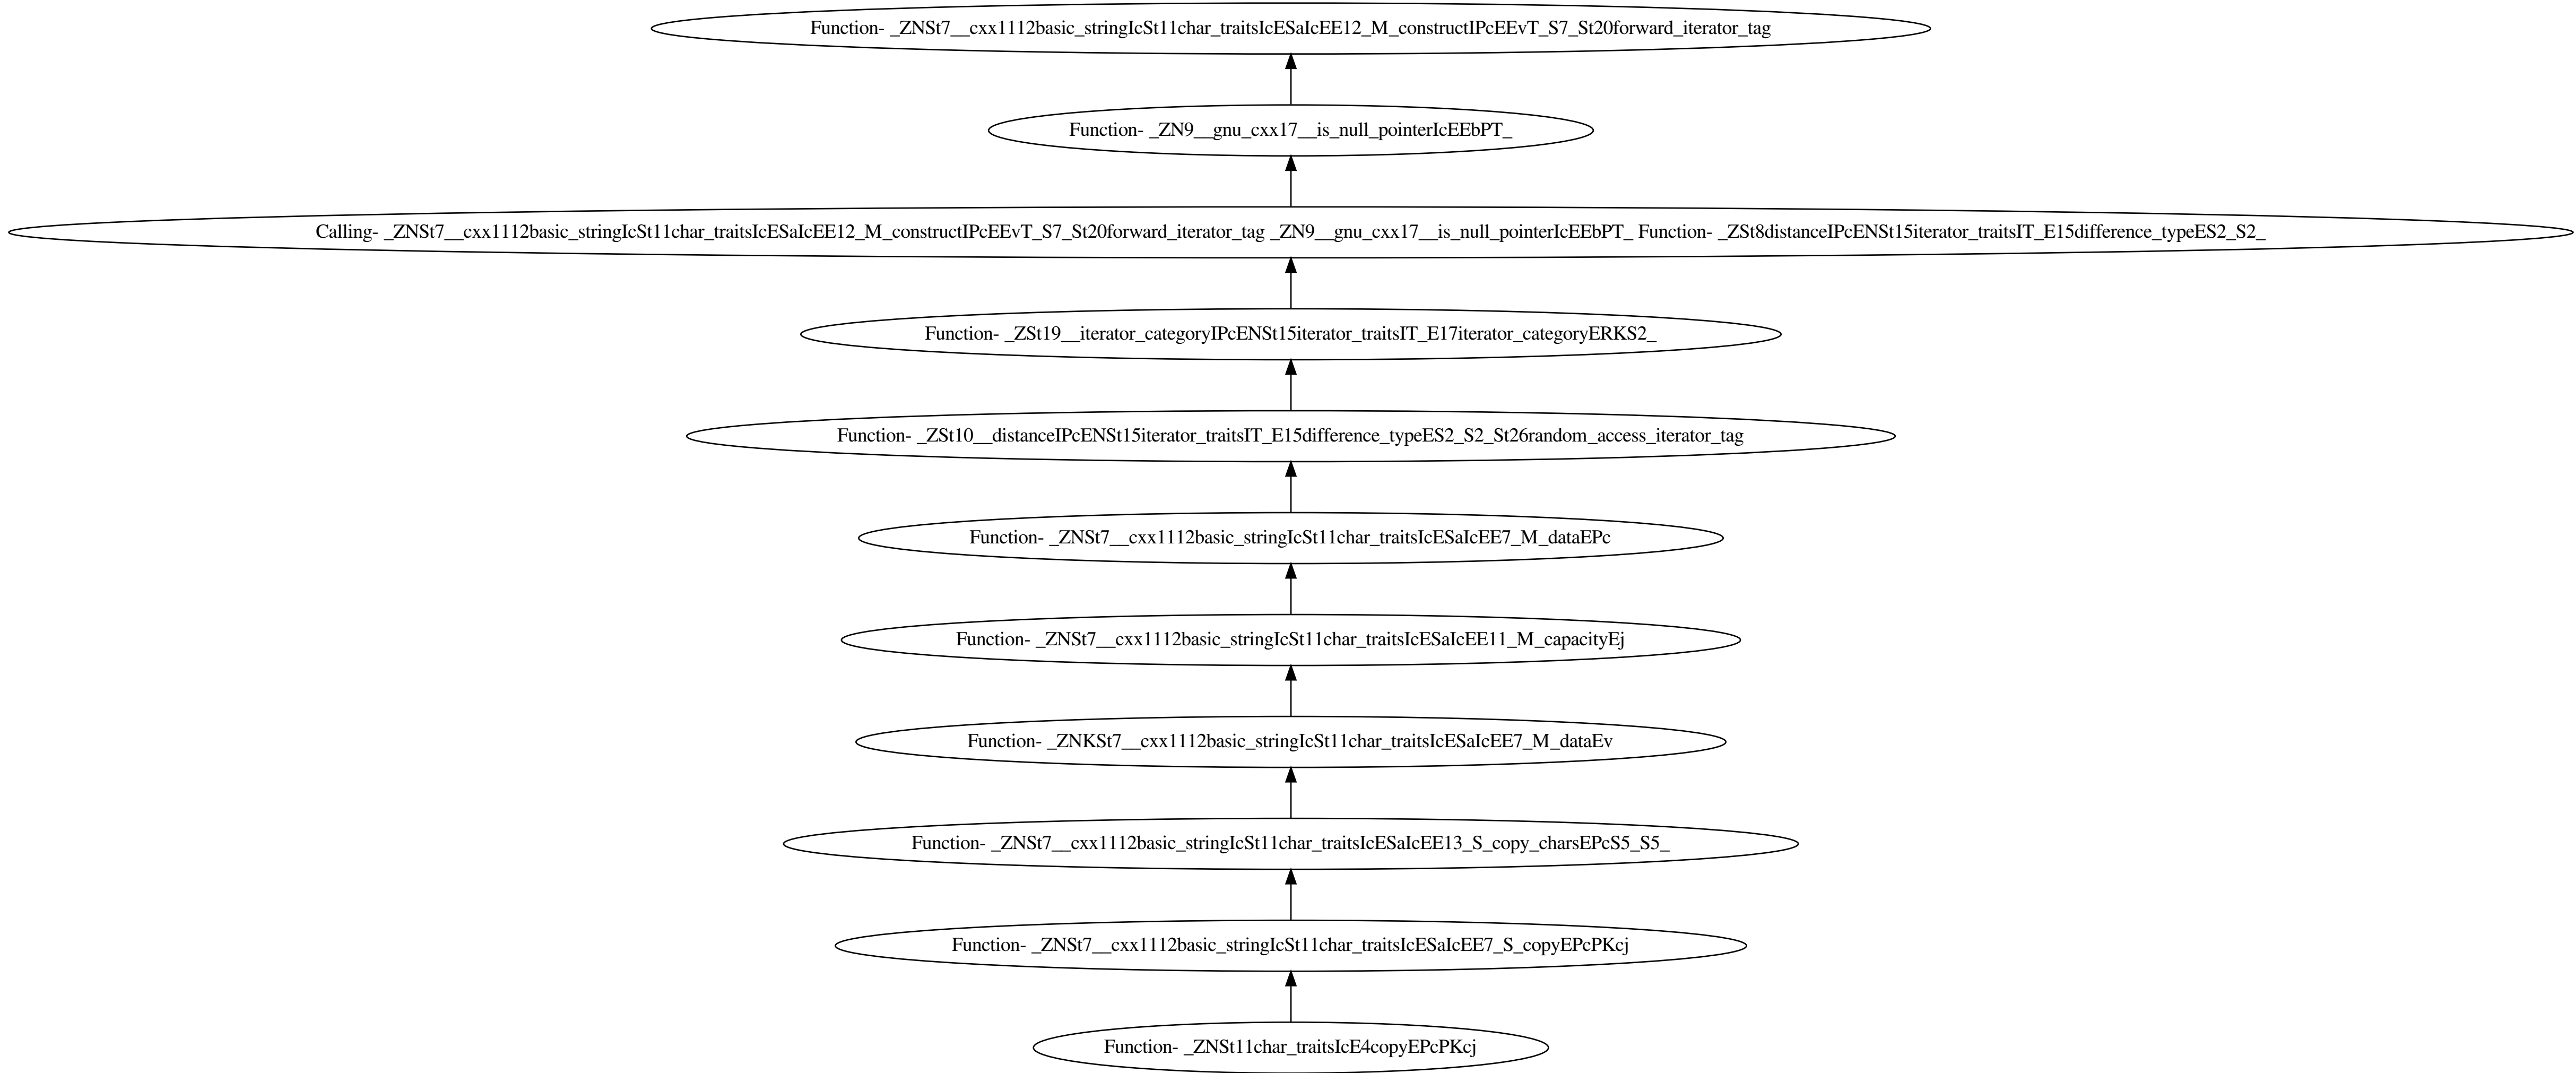 Function- _ZNSt7__cxx1112basic_stringIcSt11char_traitsIcESaIcEE12_M_constructIPcEEvT_S7_St20forward_iterator_tag
Function- _ZN9__gnu_cxx17__is_null_pointerIcEEbPT_
Calling- _ZNSt7__cxx1112basic_stringIcSt11char_traitsIcESaIcEE12_M_constructIPcEEvT_S7_St20forward_iterator_tag _ZN9__gnu_cxx17__is_null_pointerIcEEbPT_ Function- _ZSt8distanceIPcENSt15iterator_traitsIT_E15difference_typeES2_S2_
Function- _ZSt19__iterator_categoryIPcENSt15iterator_traitsIT_E17iterator_categoryERKS2_
Function- _ZSt10__distanceIPcENSt15iterator_traitsIT_E15difference_typeES2_S2_St26random_access_iterator_tag
Function- _ZNSt7__cxx1112basic_stringIcSt11char_traitsIcESaIcEE7_M_dataEPc
Function- _ZNSt7__cxx1112basic_stringIcSt11char_traitsIcESaIcEE11_M_capacityEj
Function- _ZNKSt7__cxx1112basic_stringIcSt11char_traitsIcESaIcEE7_M_dataEv
Function- _ZNSt7__cxx1112basic_stringIcSt11char_traitsIcESaIcEE13_S_copy_charsEPcS5_S5_
Function- _ZNSt7__cxx1112basic_stringIcSt11char_traitsIcESaIcEE7_S_copyEPcPKcj
Function- _ZNSt11char_traitsIcE4copyEPcPKcj